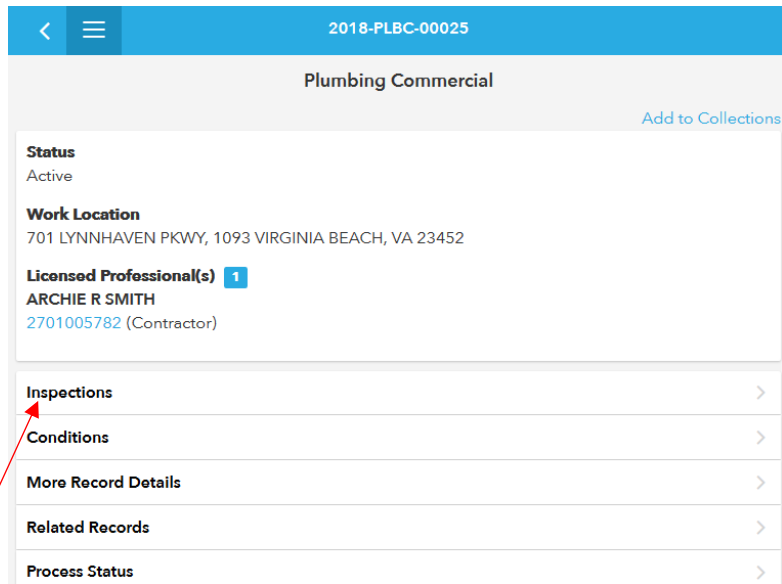 2018-PLBC-00025
Plumbing Commercial
Add to Collections
Status
Active
Work Location
701 LYNNHAVEN PKWY, 1093 VIRGINIA BEACH, VA 23452
Licensed Professional(s) 1
ARCHIE R SMITH
2701005782 (Contractor)
Inspections
Conditions
More Record Details
Related Records
Process Status